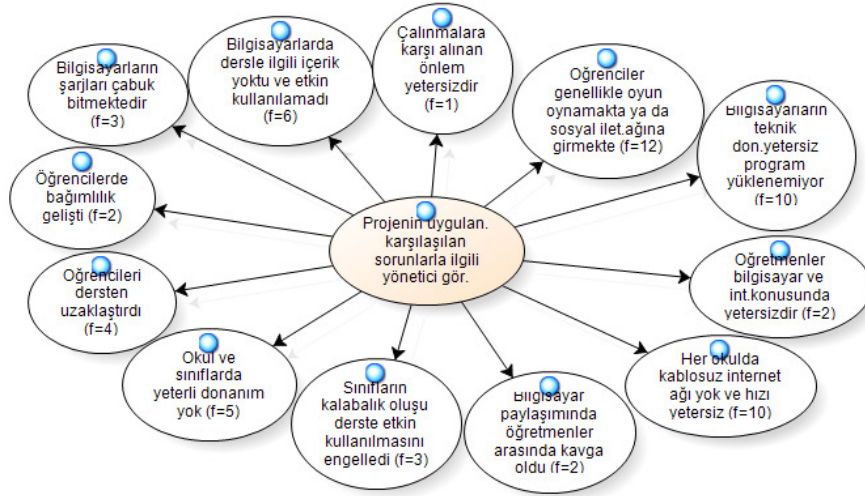 Bilgisayarların
şarjları çabuk
bitmektedir
(f=3)
Bilgisayarlarda
dersle ilgili içerik
yoktu ve etkin
kullanılamadı
(f=6)
Çalınmalara
karşı alınan
önlem
yetersizdir
(f=1)
Öğrenciler
genellikle oyun
oynamakta ya da
sosyal ilet.ağına
girmekte (f=12)
Bilgisayarların
teknik
don.yetersiz
program
yüklenemiyor
(f=10)
Öğrencilerde
bağımlılık
gelişti (f=2)
Projenin uygulan.
karşılaşılan
sorunlarla ilgili
yönetici gör.
Öğretmenler
bilgisayar ve
int.konusunda
yetersizdir (f=2)
Öğrencileri
dersten
uzaklaştırdı
(f=4)
Okul ve
sınıflarda
yeterli donanım
yok (f=5)
Sınıfların
kalabalık oluşu
derste etkin
kullanılmasını
engelledi (f=3)
Bilgisayar
paylaşımında
öğretmenler
arasında kavga
oldu (f=2)
Her okulda
kablosuz internet
ağı yok ve hızı
yetersiz (f=10)